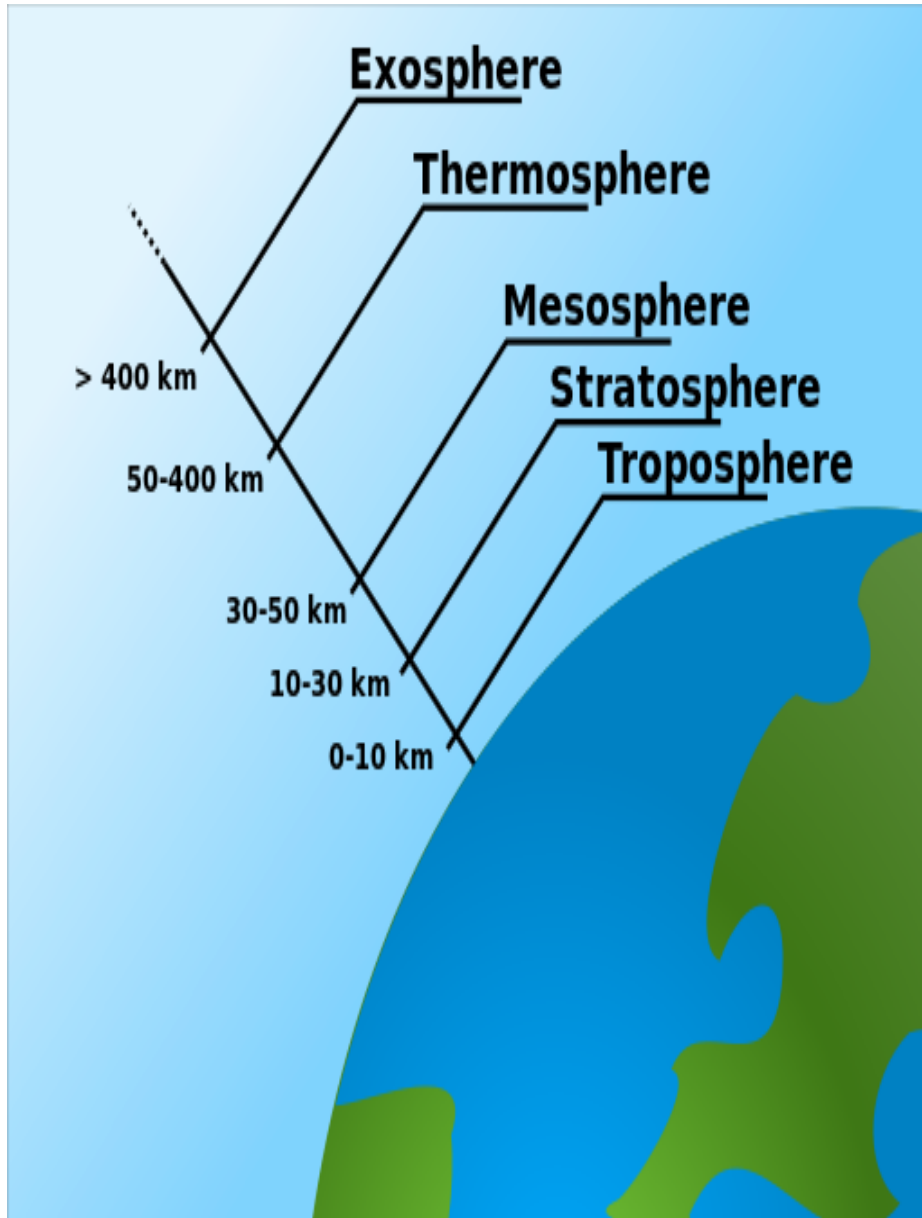 Exosphere
Thermosphere
Mesosphere
Stratosphere
Troposphere
> 400 km
50-400 km
30-50 km
10-30 km
0-10 km